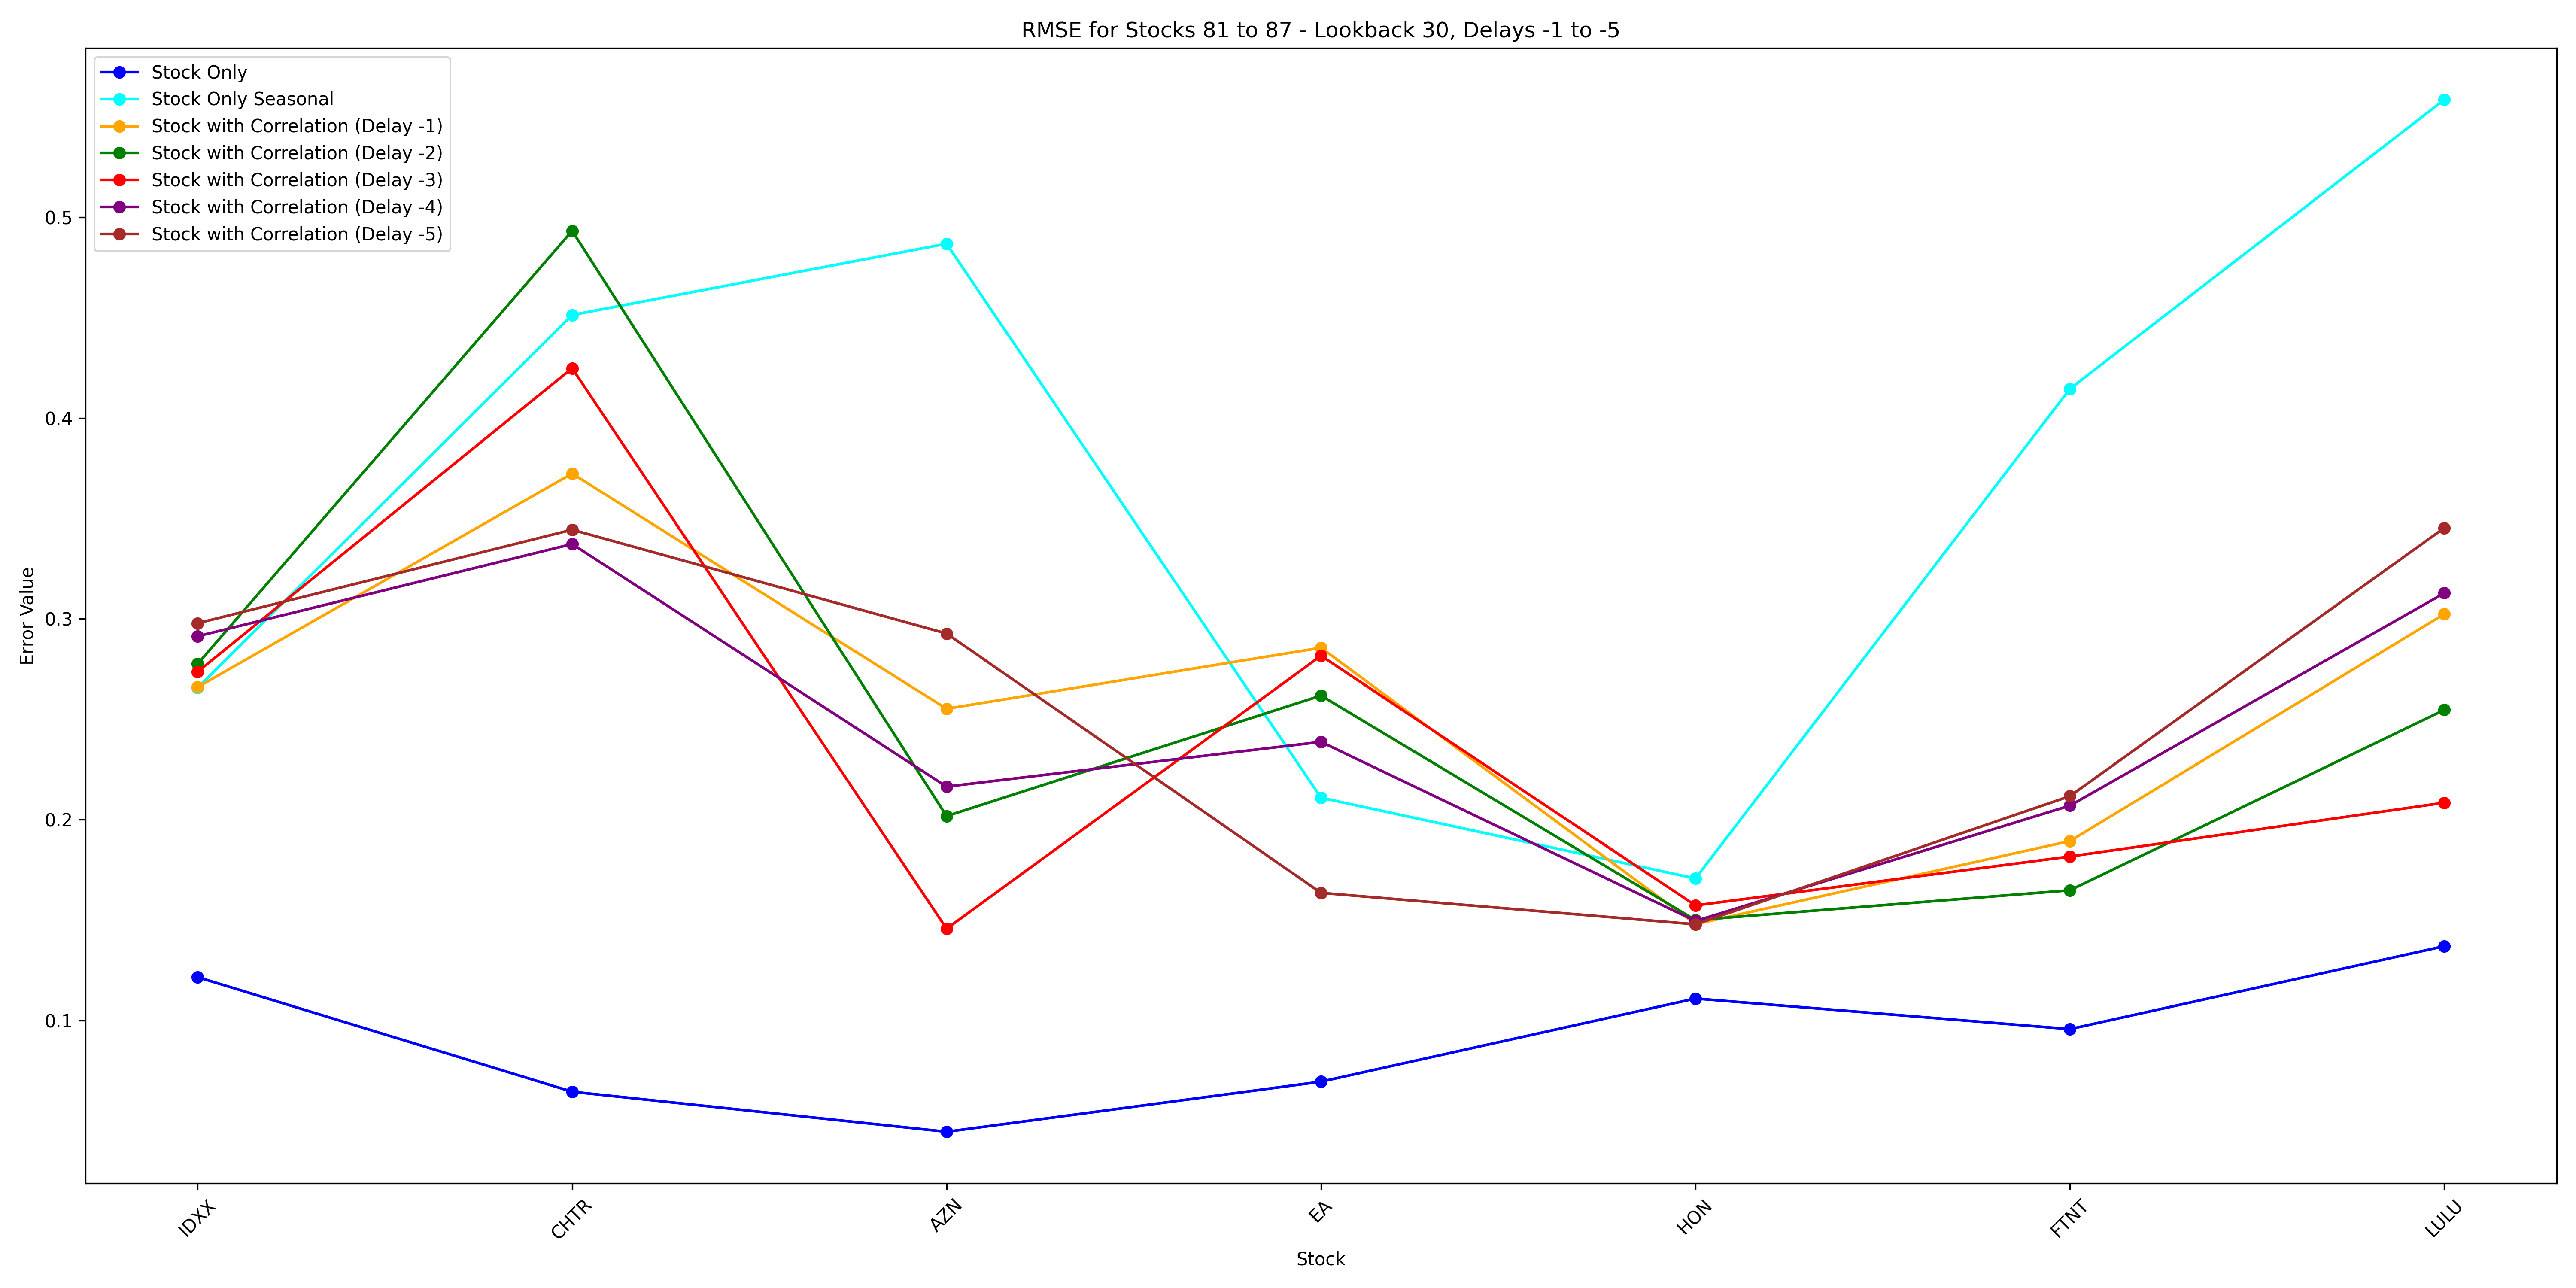 RMSE for Stocks 81 to 87 - Lookback 30, Delays -1 to -5
Stock Only
Stock Only Seasonal
Stock with Correlation (Delay -1)
Stock with Correlation (Delay -2)
Stock with Correlation (Delay -3)
Stock with Correlation (Delay -4)
Stock with Correlation (Delay -5)
Error Value
0.5
0.4
0.3
0.2
0.1
IDXX
CHTR
AZN
EA
HON
FTNT
LULU
Stock